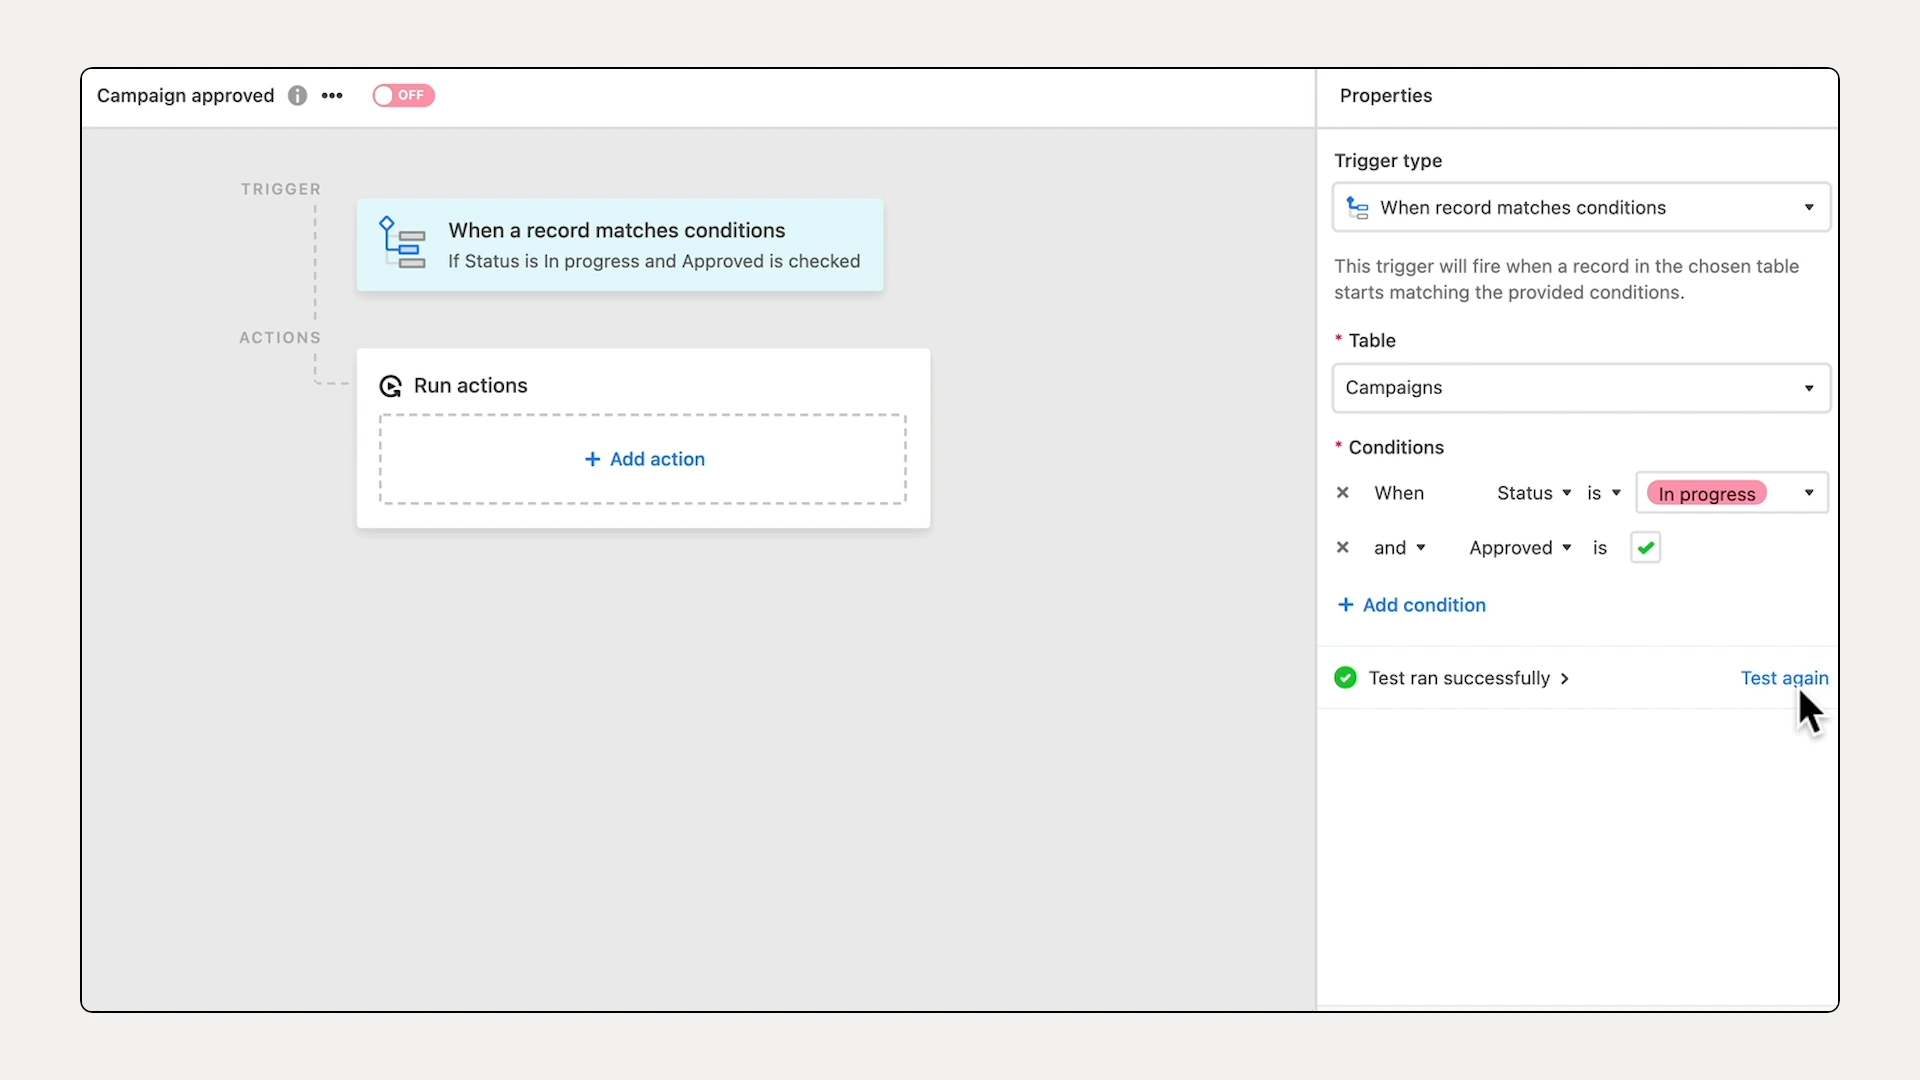 Campaign approved
OFF
Properties
TRIGGER
When a record matches conditions
If Status is In progress and Approved is checked
ACTIONS
Run actions
+ Add action
Trigger type
When record matches conditions
This trigger will fire when a record in the chosen table
starts matching the provided conditions.
* Table
Campaigns
* Conditions
When Status is In progress
and Approved is
+ Add condition
Test ran successfully
Test again